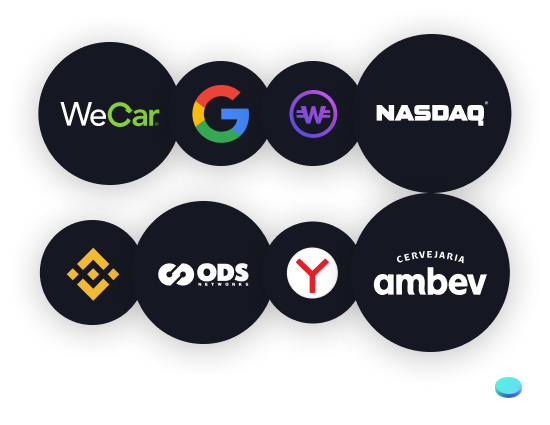 WeCar
G
W
NASDAQ
ODS
NETWORKS
Y
CERVEJARIA
ambev